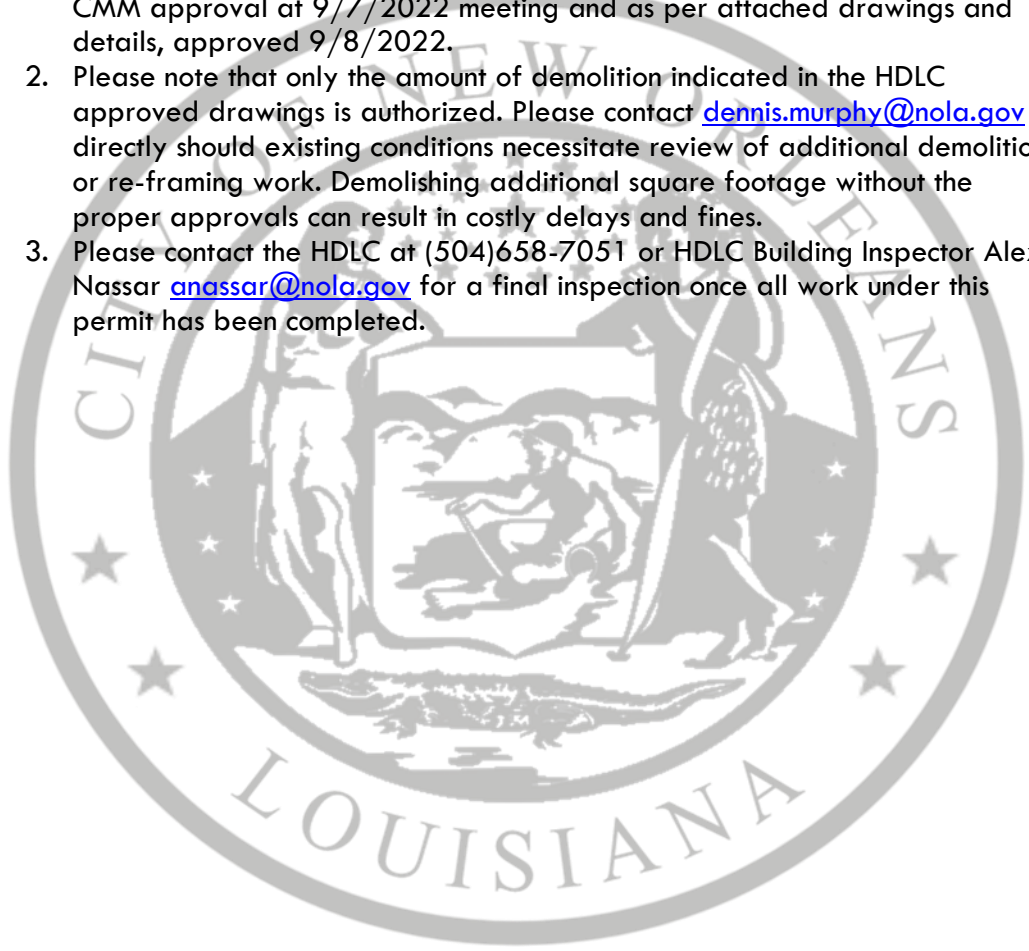 CMM approval at 9/7/2022 meeting and as per attached drawings and
details, approved 9/8/2022.
2. Please note that only the amount of demolition indicated in the HDLC
approved drawings is authorized. Please contact dennis.murphy@nola.gov
directly should existing conditions necessitate review of additional demolitio
or re-framing work. Demolishing additional square footage without the
proper approvals can result in costly delays and fines.
3. Please contact the HDLC at (504)658-7051 or HDLC Building Inspector Alex
Nassar anassar@nola.gov for a final inspection once all work under this
permit has been completed.
CITY OF NEW ORLEANS
LOUISIANA